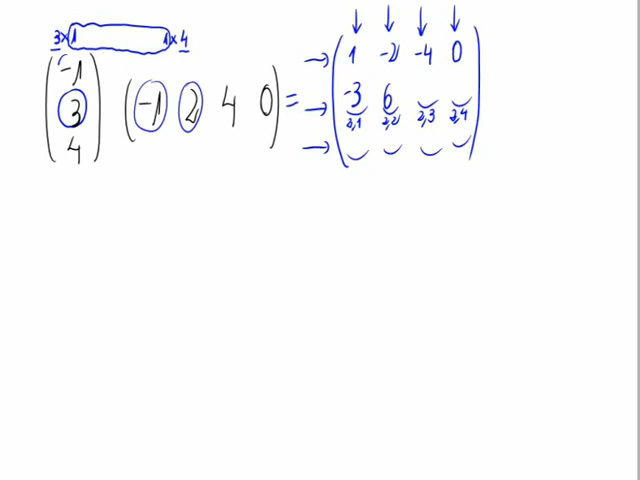 3×1 1×4
(-1 3 4) (-1 2 4 0) = (1 -2 -4 0
-3 6
2,1 2,2 2,3 2,4)